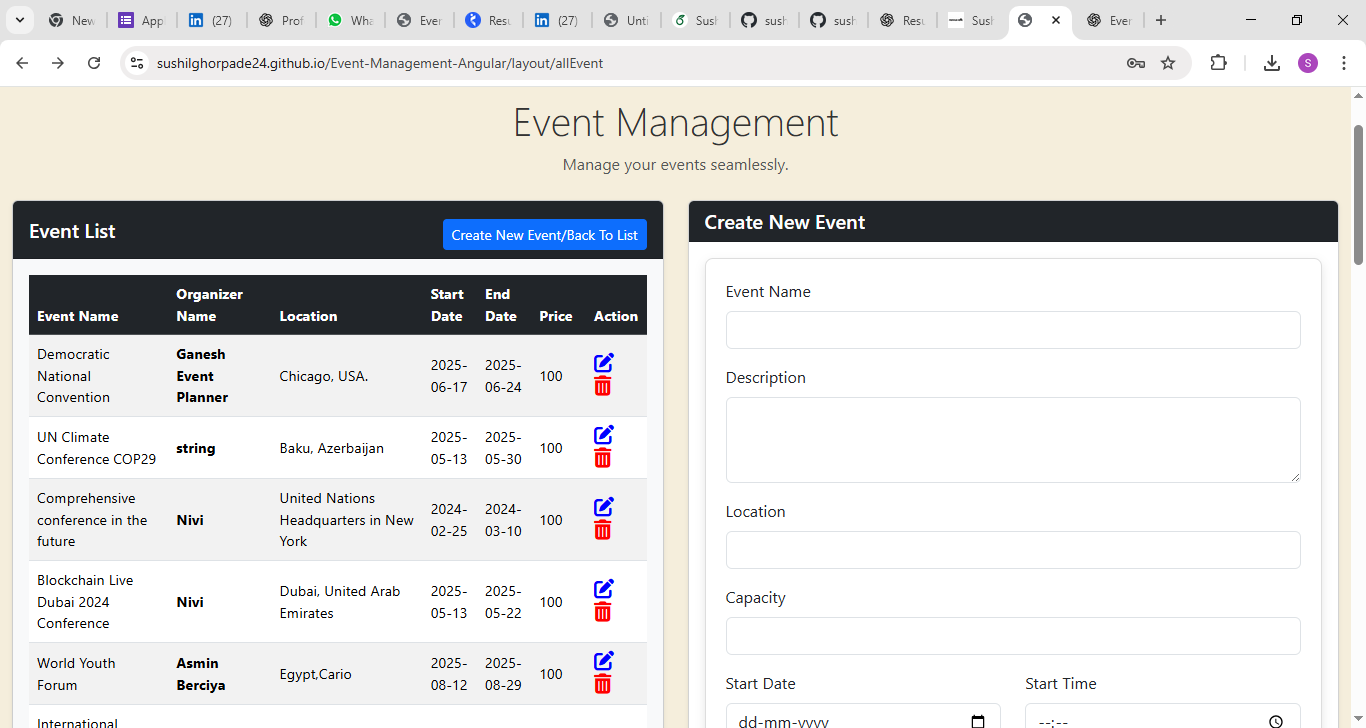 New
App
(27)
Prof
Wha
Ever
Resu
(27)
Unti
Sush
sush
sush
Resu
Sush
Ever
sushilghorpade24.github.io/Event-Management-Angular/layout/allEvent
S
Event Management
Manage your events seamlessly.
Event List
Create New Event/Back To List
Event Name
Organizer
Name
Location
Start
Date
End
Date
Price
Action
Democratic
National
Convention
Ganesh
Event
Planner
Chicago, USA.
2025-
06-17
2025-
06-24
100
UN Climate
Conference COP29
string
Baku, Azerbaijan
2025-
05-13
2025-
05-30
100
Comprehensive
conference in the
future
Nivi
United Nations
Headquarters in New
York
2024-
02-25
2024-
03-10
100
Blockchain Live
Dubai 2024
Conference
Nivi
Dubai, United Arab
Emirates
2025-
05-13
2025-
05-22
100
World Youth
Forum
Asmin
Berciya
Egypt,Cario
2025-
08-12
2025-
08-29
100
International
Create New Event
Event Name
Description
Location
Capacity
Start Date
Start Time
dd-mm-yyyy
--:--